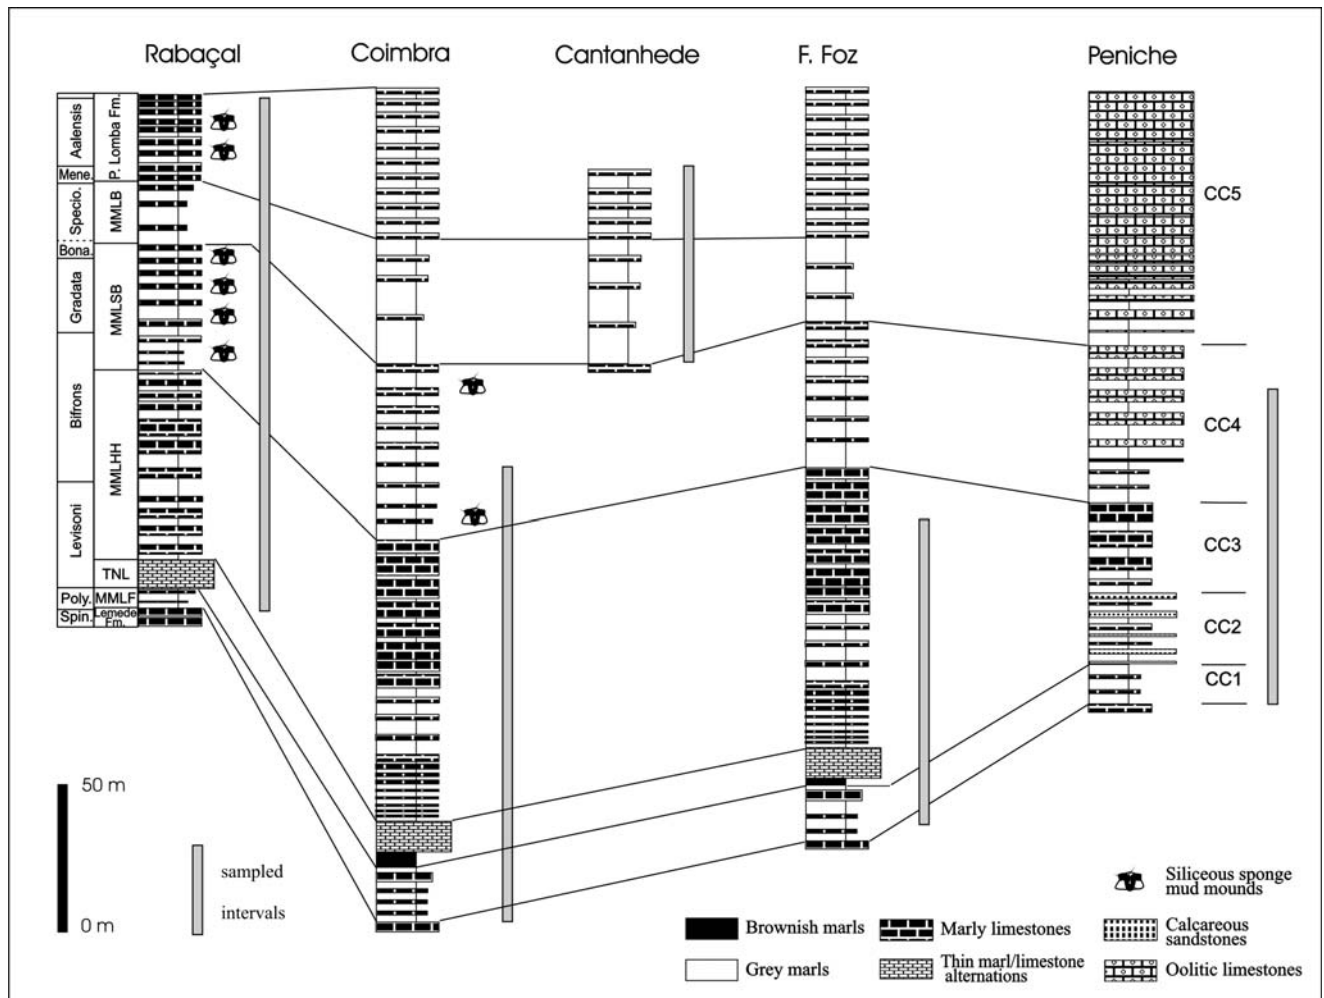 Rabaçal
Coimbra
Cantanhede
F. Foz
Peniche
Aalensis
Mene.
Specio.
Bona.
Gradata
Bifrons
Levisoni
Poly.
Spin.
P. Lomba Fm.
MMLB
MMLSB
MMLHH
TNL
MMLF
Lemede
Fm.
CC5
CC4
CC3
CC2
CC1
50 m
0 m
sampled
intervals
Siliceous sponge
mud mounds
Brownish marls
Marly limestones
Calcareous
sandstones
Grey marls
Thin marl/limestone
alternations
Oolitic limestones